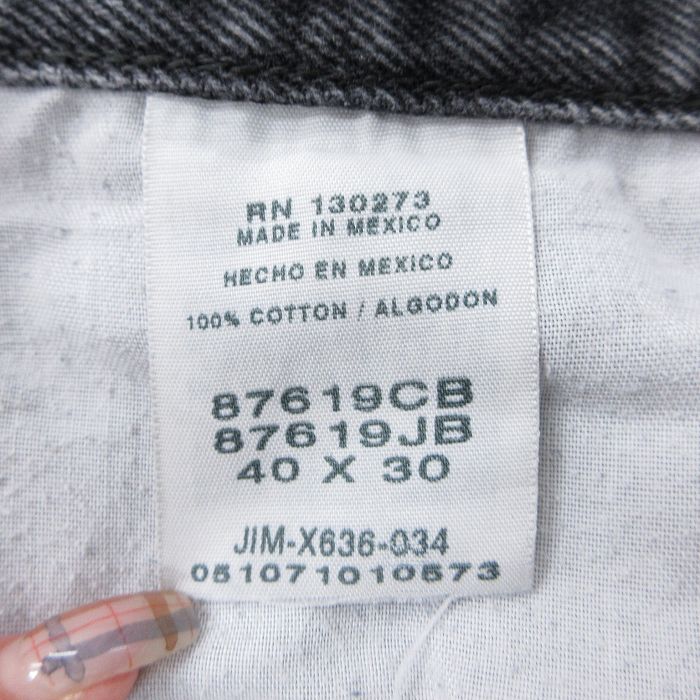 RN 130273
MADE IN MEXICO
HECHO EN MEXICO
100% COTTON / ALGODON
87619CB
87619JB
40 X 30
JIM-X636-034
051071010573